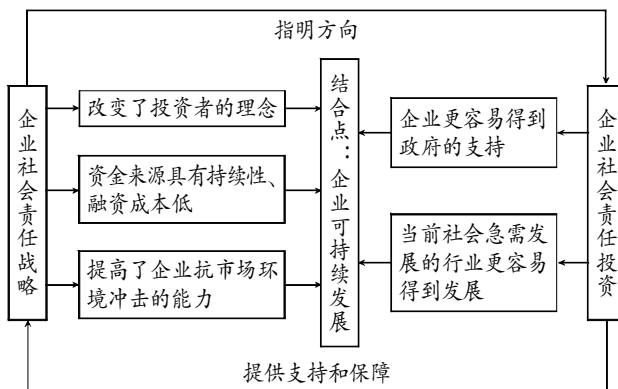 指明方向
企业社会责任战略
改变了投资者的理念
资金来源具有持续性、
融资成本低
提高了企业抗市场环
境冲击的能力
结合点：企业可持续发展
企业更容易得到
政府的支持
当前社会急需发
展的行业更容易
得到发展
企业社会责任投资
提供支持和保障